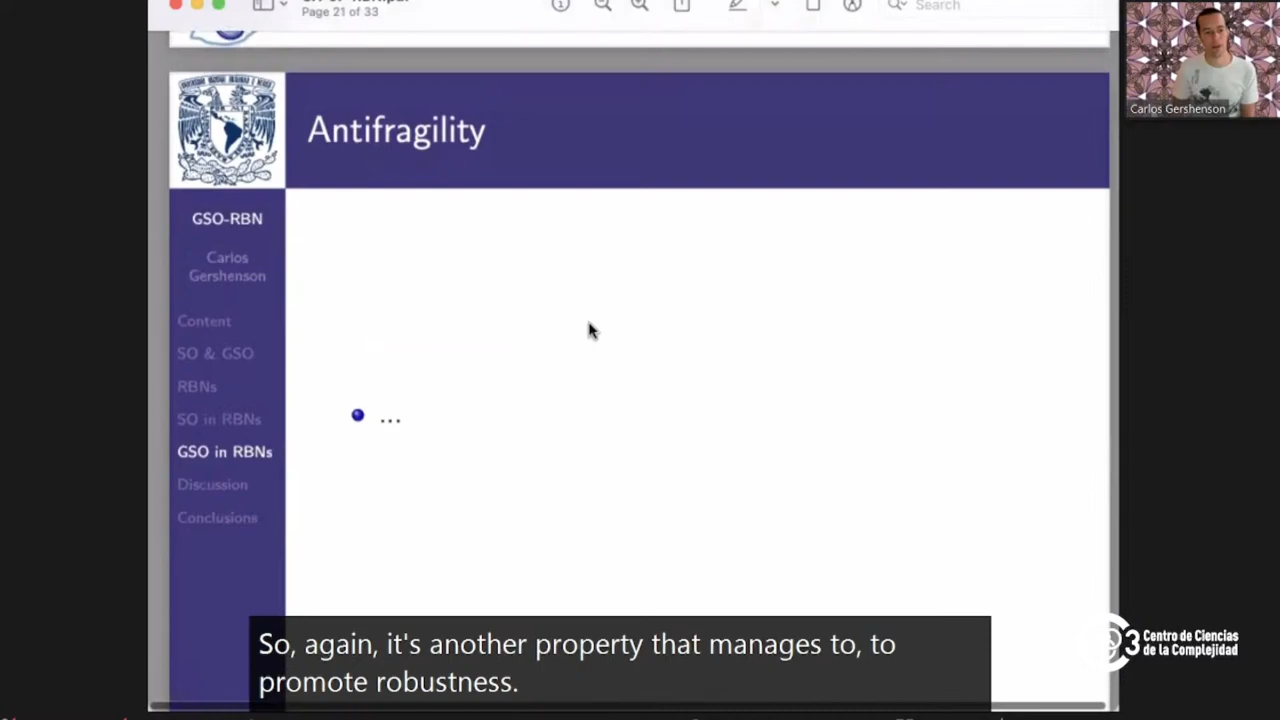 Page 21 of 33
Search
Carlos Gershenson
Antifragility
GSO-RBN
Carlos
Gershenson
Content
SO & GSO
RBNs
SO in RBNs
GSO in RBNs
Discussion
Conclusions
...
So, again, it's another property that manages to, to
promote robustness.
3 Centro de Ciencias
de la Complejidad